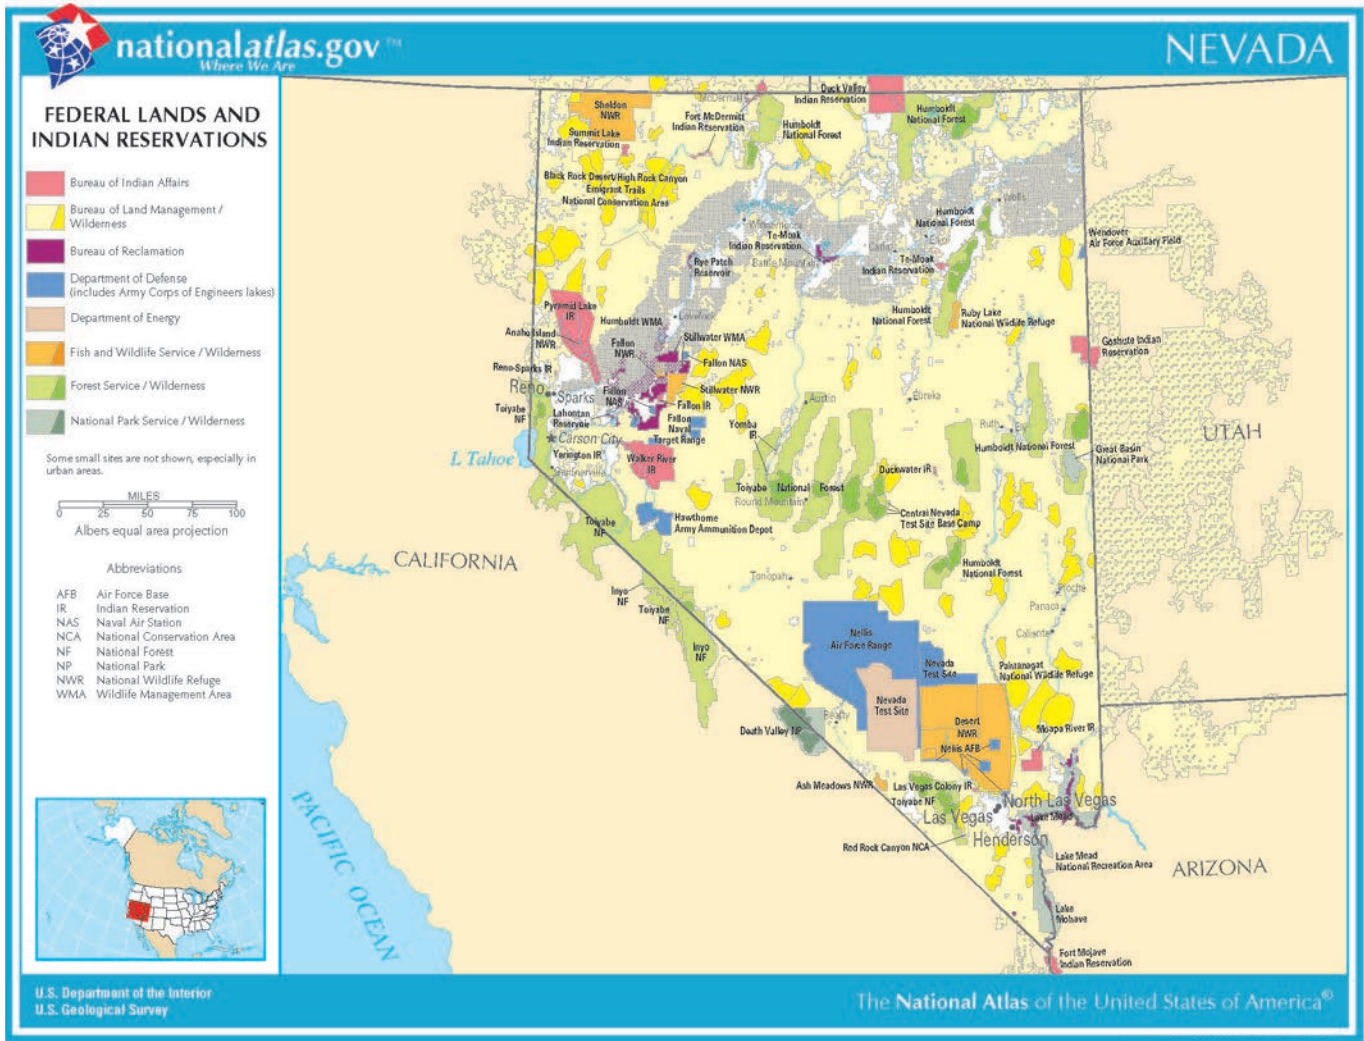 nationalatlas.gov™
Where We Are
NEVADA
FEDERAL LANDS AND
INDIAN RESERVATIONS
Bureau of Indian Affairs
Bureau of Land Management /
Wilderness
Bureau of Reclamation
Department of Defense
(includes Army Corps of Engineers lakes)
Department of Energy
Fish and Wildlife Service / Wilderness
Forest Service / Wilderness
National Park Service / Wilderness
Some small sites are not shown, especially in
urban areas.
MILES
0 25 50 75 100
Albers equal area projection
Abbreviations
AFB Air Force Base
IR Indian Reservation
NAS Naval Air Station
NCA National Conservation Area
NF National Forest
NP National Park
NWR National Wildlife Refuge
WMA Wildlife Management Area
Sheldon
NWR
Summit Lake
Indian Reservation
McDermitt
Fort McDermitt
Indian Reservation
Humboldt
National Forest
Duck Valley
Indian Reservation
Humboldt
National Forest
Black Rock Desert/High Rock Canyon
Emigrant Trails
National Conservation Area
Winnemucca
Te-Moak
Indian Reservation
Battle Mountain
Carlin
Elko
Wells
Humboldt
National Forest
Te-Moak
Indian Reservation
Wendover
Air Force Auxiliary Field
Rye Patch
Reservoir
Pyramid Lake
IR
Anaho Island
NWR
Humboldt WMA
Lovelock
Humboldt
National Forest
Ruby Lake
National Wildlife Refuge
Goshute Indian
Reservation
Stillwater WMA
Fallon
NWR
Fallon NAS
Stillwater NWR
Reno-Sparks IR
Reno
Sparks
Fallon
NAS
Fallon IR
Toiyabe
NF
Lahontan
Reservoir
Fallon
Naval
Target Range
Carson City
Yomba
IR
Austin
Eureka
Ruth
Ely
Humboldt National Forest
Great Basin
National Park
UTAH
L Tahoe
Yerington IR
Gardnerville
Walker River
IR
Duckwater IR
Toiyabe National Forest
Round Mountain
Central Nevada
Test Site Base Camp
Toiyabe
NF
Hawthorne
Army Ammunition Depot
CALIFORNIA
Humboldt
National Forest
Tonopah
Pioche
Panaca
Caliente
Inyo
NF
Toiyabe
NF
Inyo
NF
Nellis
Air Force Range
Nevada
Test Site
Pahranagat
National Wildlife Refuge
Nevada
Test Site
Beatty
Death Valley NP
Desert
NWR
Nellis AFB
Moapa River IR
Ash Meadows NWR
Las Vegas Colony IR
Toiyabe NF
North Las Vegas
Las Vegas
Lake Mead
Henderson
Red Rock Canyon NCA
Lake Mead
National Recreation Area
ARIZONA
Lake
Mohave
Fort Mojave
Indian Reservation
PACIFIC OCEAN
U.S. Department of the Interior
U.S. Geological Survey
The National Atlas of the United States of America®